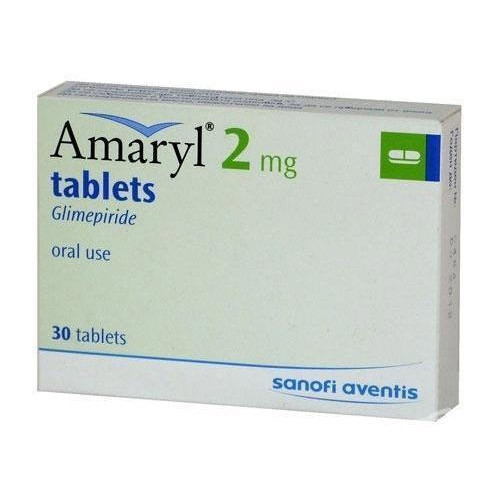 Amaryl® 2 mg
tablets
Glimepiride
oral use
30 tablets
sanofi aventis